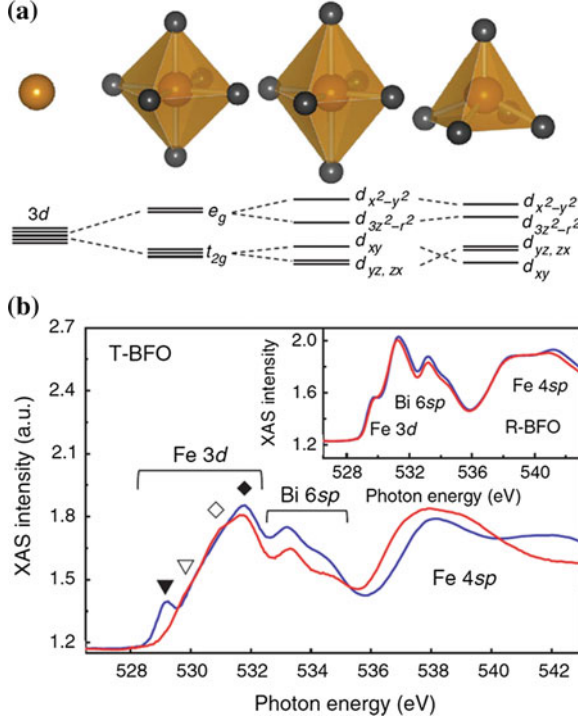 (a)
3d
e_g
t_2g
d_x²−y²
d_3z²−r²
d_xy
d_yz, zx
d_x²−y²
d_3z²−r²
d_yz, zx
d_xy
(b)
2.7
2.4
2.1
1.8
1.5
1.2
XAS intensity (a.u.)
T-BFO
Fe 3d
Bi 6sp
Fe 4sp
528 530 532 534 536 538 540 542
Photon energy (eV)
2.0
1.6
1.2
XAS intensity
Fe 3d
Bi 6sp
Fe 4sp
R-BFO
528 532 536 540
Photon energy (eV)